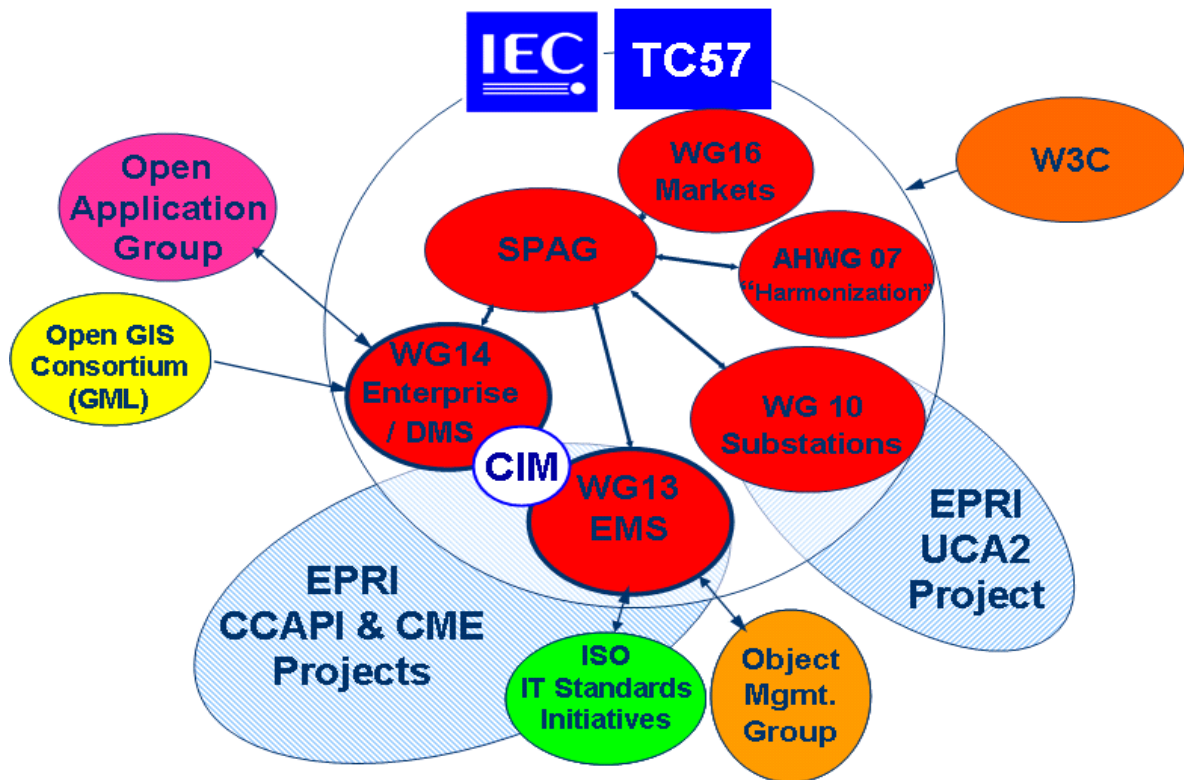 IEC
TC57
WG16
Markets
W3C
Open
Application
Group
SPAG
AHWG 07
“Harmonization”
Open GIS
Consortium
(GML)
WG14
Enterprise
/ DMS
WG 10
Substations
CIM
WG13
EMS
EPRI
UCA2
Project
EPRI
CCAPI & CME
Projects
ISO
IT Standards
Initiatives
Object
Mgmt.
Group